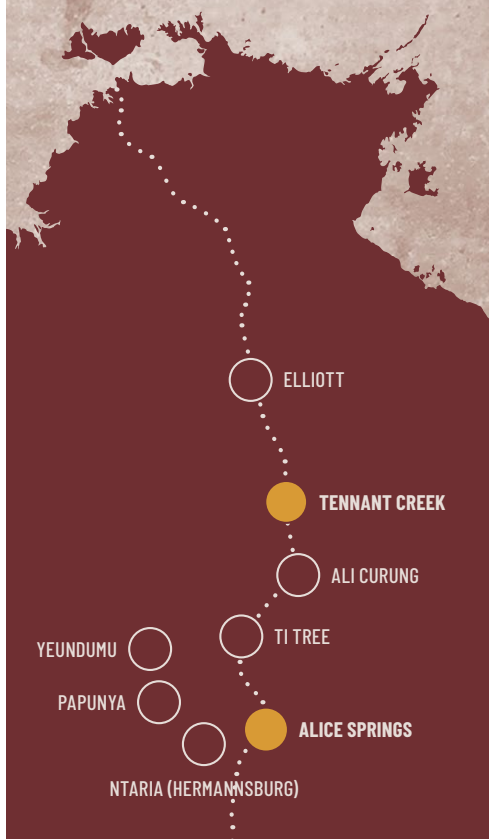 ELLIOTT
TENNANT CREEK
ALI CURUNG
TI TREE
YEUNDUMU
PAPUNYA
ALICE SPRINGS
NTARIA (HERMANNSBURG)